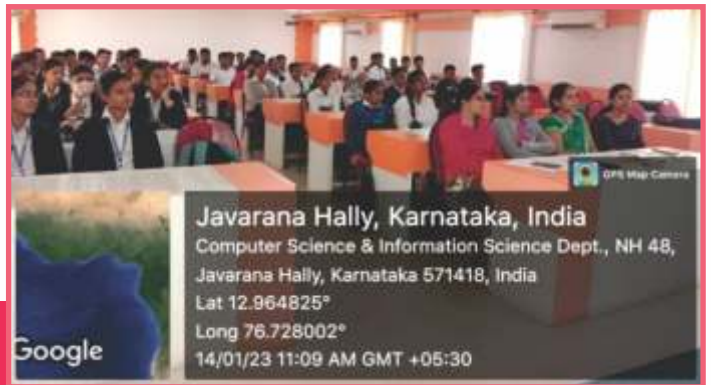 GPS Map Camera
Javarana Hally, Karnataka, India
Computer Science & Information Science Dept., NH 48,
Javarana Hally, Karnataka 571418, India
Lat 12.964825°
Long 76.728002°
14/01/23 11:09 AM GMT +05:30
Google